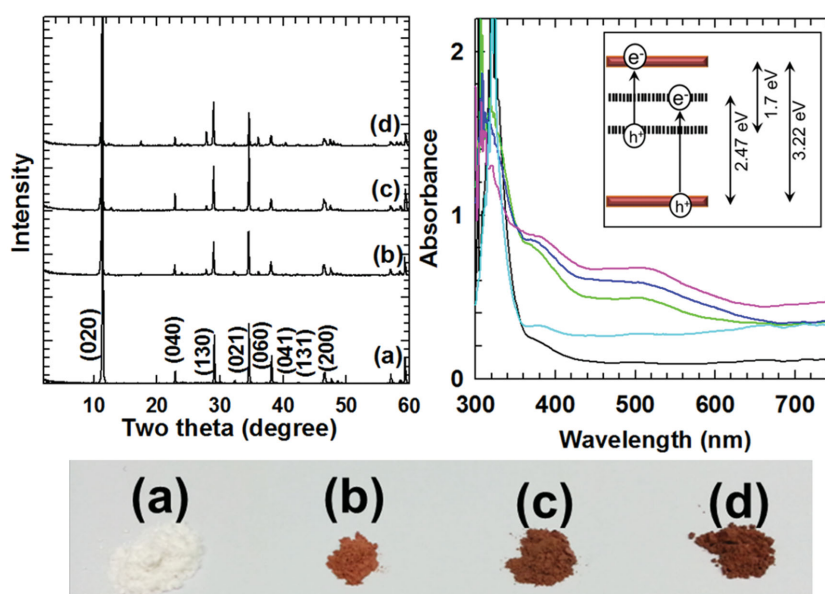 Intensity
(d)
(c)
(b)
(a)
(020)
(040)
(130)
(021)
(060)
(041)
(131)
(200)
10 20 30 40 50 60
Two theta (degree)
Absorbance
2
1
0
300 400 500 600 700
Wavelength (nm)
e-
e-
h+
h+
2.47 eV
1.7 eV
3.22 eV
(a) (b) (c) (d)